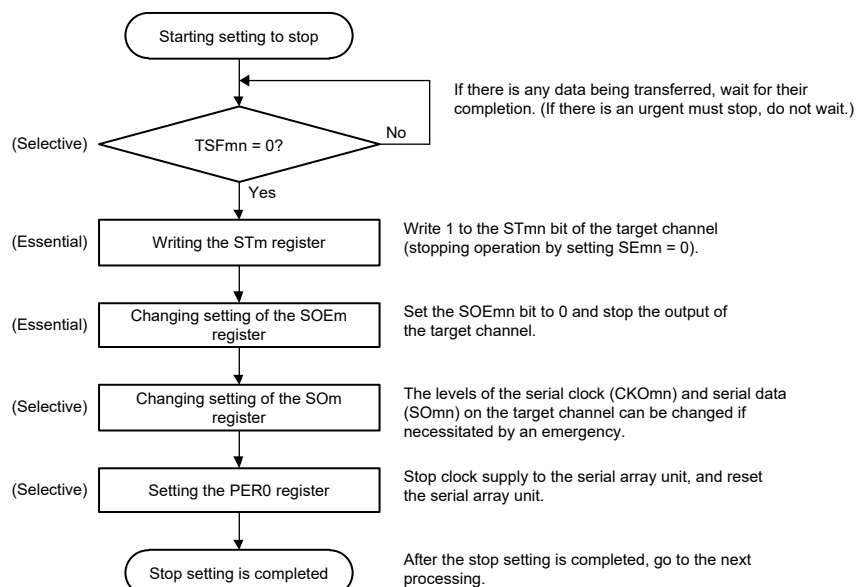 Starting setting to stop
If there is any data being transferred, wait for their
completion. (If there is an urgent must stop, do not wait.)
(Selective)
TSFmn = 0?
No
Yes
(Essential)
Writing the STm register
Write 1 to the STmn bit of the target channel
(stopping operation by setting SEmn = 0).
(Essential)
Changing setting of the SOEm
register
Set the SOEmn bit to 0 and stop the output of
the target channel.
(Selective)
Changing setting of the SOm
register
The levels of the serial clock (CKOmn) and serial data
(SOmn) on the target channel can be changed if
necessitated by an emergency.
(Selective)
Setting the PER0 register
Stop clock supply to the serial array unit, and reset
the serial array unit.
Stop setting is completed
After the stop setting is completed, go to the next
processing.